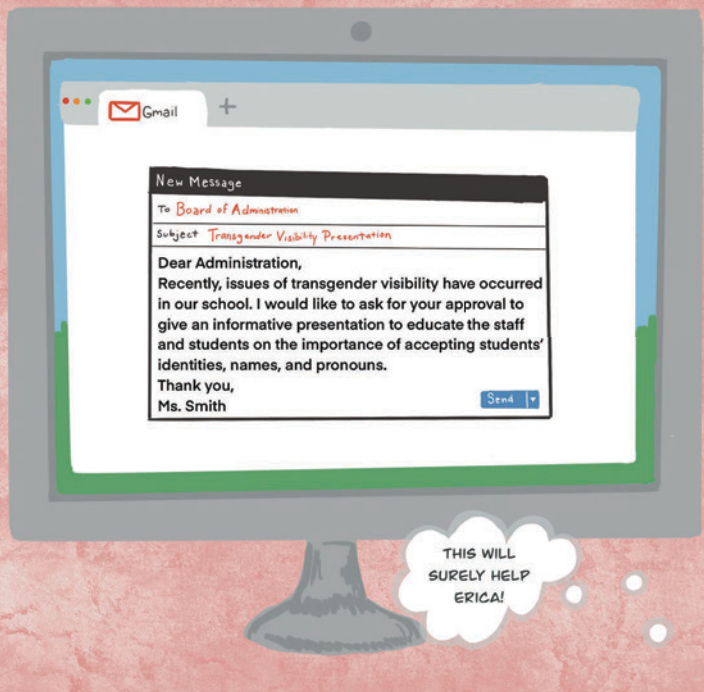 Gmail
New Message
To Board of Administration
Subject Transgender Visibility Presentation
Dear Administration,
Recently, issues of transgender visibility have occurred
in our school. I would like to ask for your approval to
give an informative presentation to educate the staff
and students on the importance of accepting students'
identities, names, and pronouns.
Thank you,
Ms. Smith
Send
THIS WILL
SURELY HELP
ERICA!